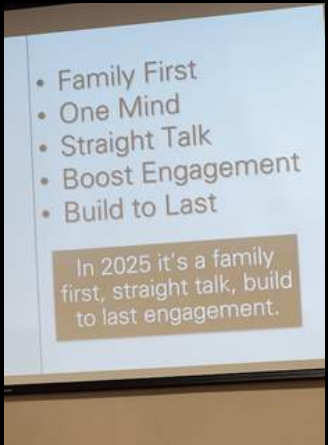 • Family First
• One Mind
• Straight Talk
• Boost Engagement
• Build to Last
In 2025 it's a family
first, straight talk, build
to last engagement.